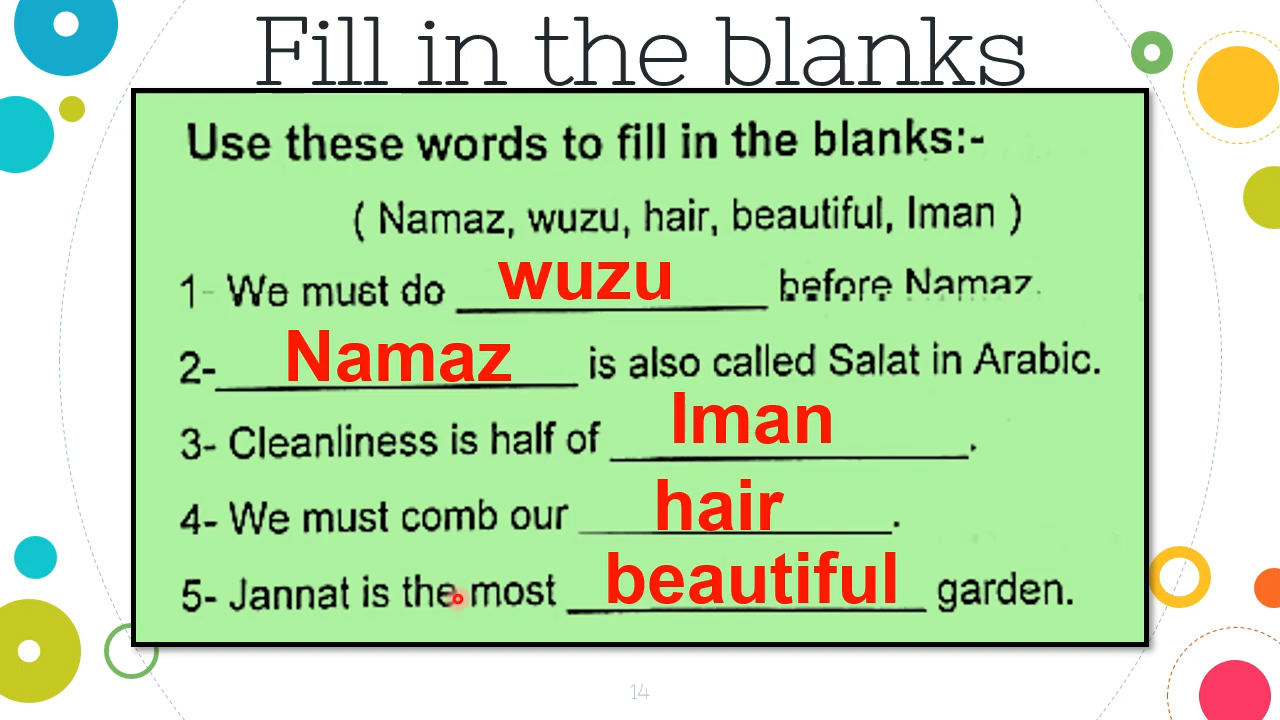 Fill in the blanks
Use these words to fill in the blanks:-
( Namaz, wuzu, hair, beautiful, Iman )
1- We must do wuzu before Namaz.
2- Namaz is also called Salat in Arabic.
3- Cleanliness is half of Iman.
4- We must comb our hair.
5- Jannat is the most beautiful garden.
14